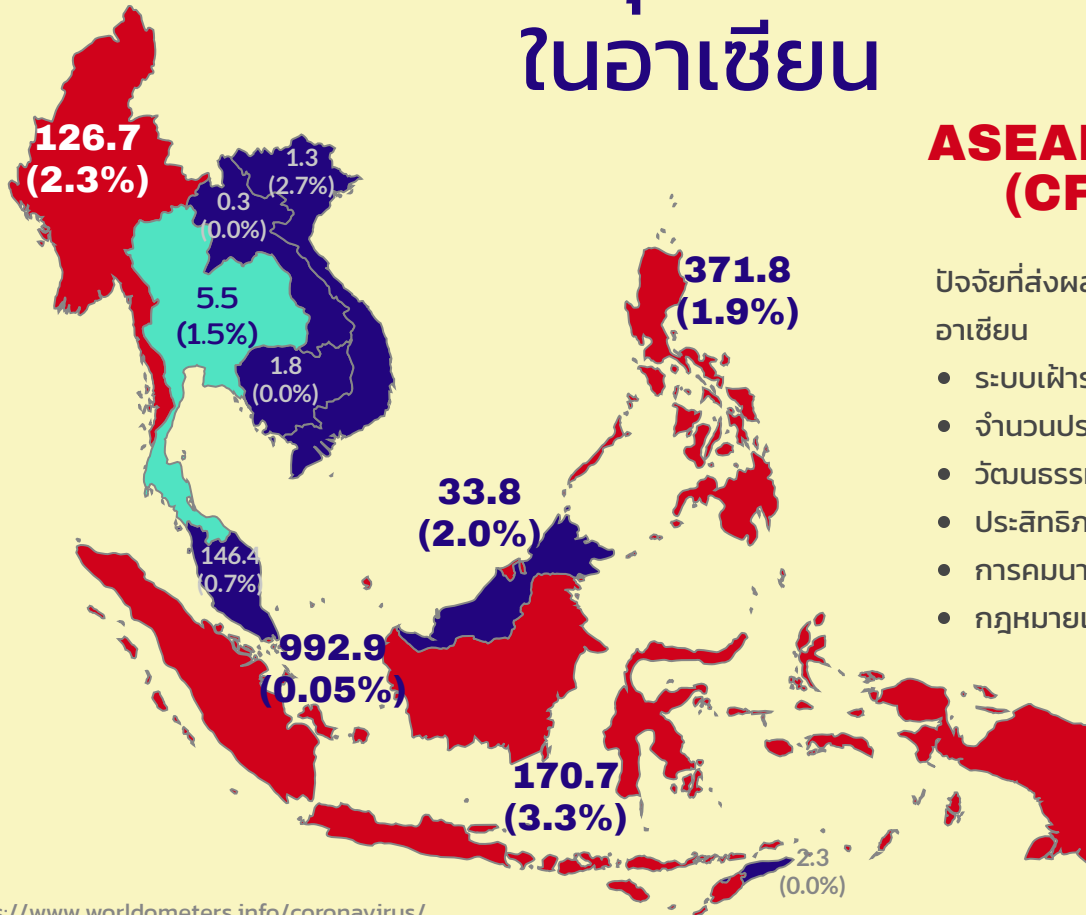 ในอาเซียน
126.7
(2.3%)
1.3
(2.7%)
0.3
(0.0%)
5.5
(1.5%)
1.8
(0.0%)
371.8
(1.9%)
33.8
(2.0%)
146.4
(0.7%)
992.9
(0.05%)
170.7
(3.3%)
2.3
(0.0%)
ASEA
(CF
ปัจจัยที่ส่งผ
อาเซียน
• ระบบเฝ้า
• จำนวนปร
• วัฒนธรร
• ประสิทธิภ
• การคมนา
• กฎหมาย
s://www.worldometers.info/coronavirus/